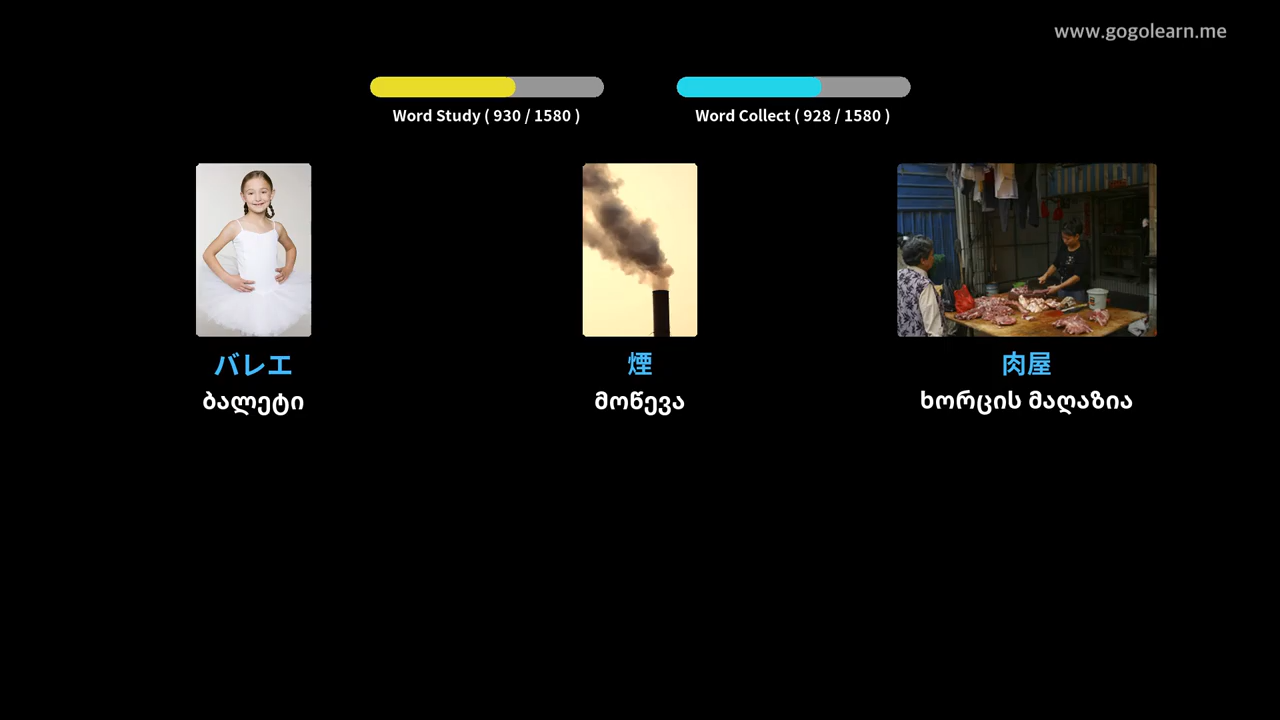 www.gogolearn.me
Word Study ( 930 / 1580 )
Word Collect ( 928 / 1580 )
バレエ
煙
肉屋
ბალეტი
მოწევა
ხორცის მაღაზია